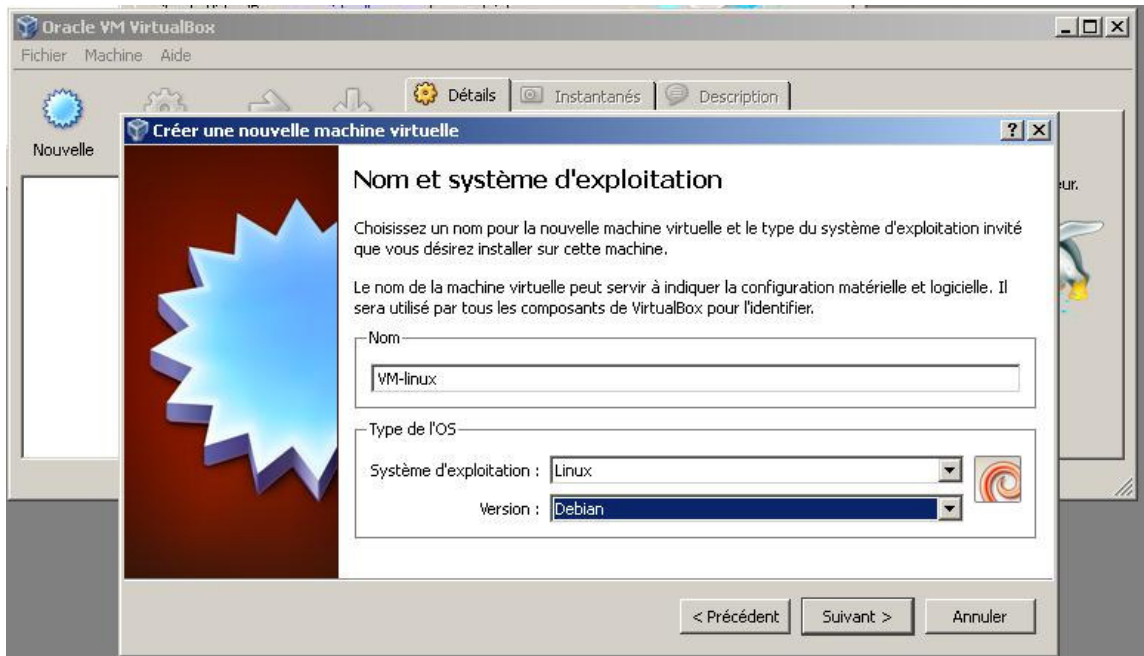 Oracle VM VirtualBox
Fichier Machine Aide
Détails Instantanés Description
Créer une nouvelle machine virtuelle
Nouvelle
Nom et système d'exploitation
eur.
Choisissez un nom pour la nouvelle machine virtuelle et le type du système d'exploitation invité
que vous désirez installer sur cette machine.
Le nom de la machine virtuelle peut servir à indiquer la configuration matérielle et logicielle. Il
sera utilisé par tous les composants de VirtualBox pour l'identifier.
Nom
VM-linux
Type de l'OS
Système d'exploitation : Linux
Version : Debian
< Précédent Suivant > Annuler